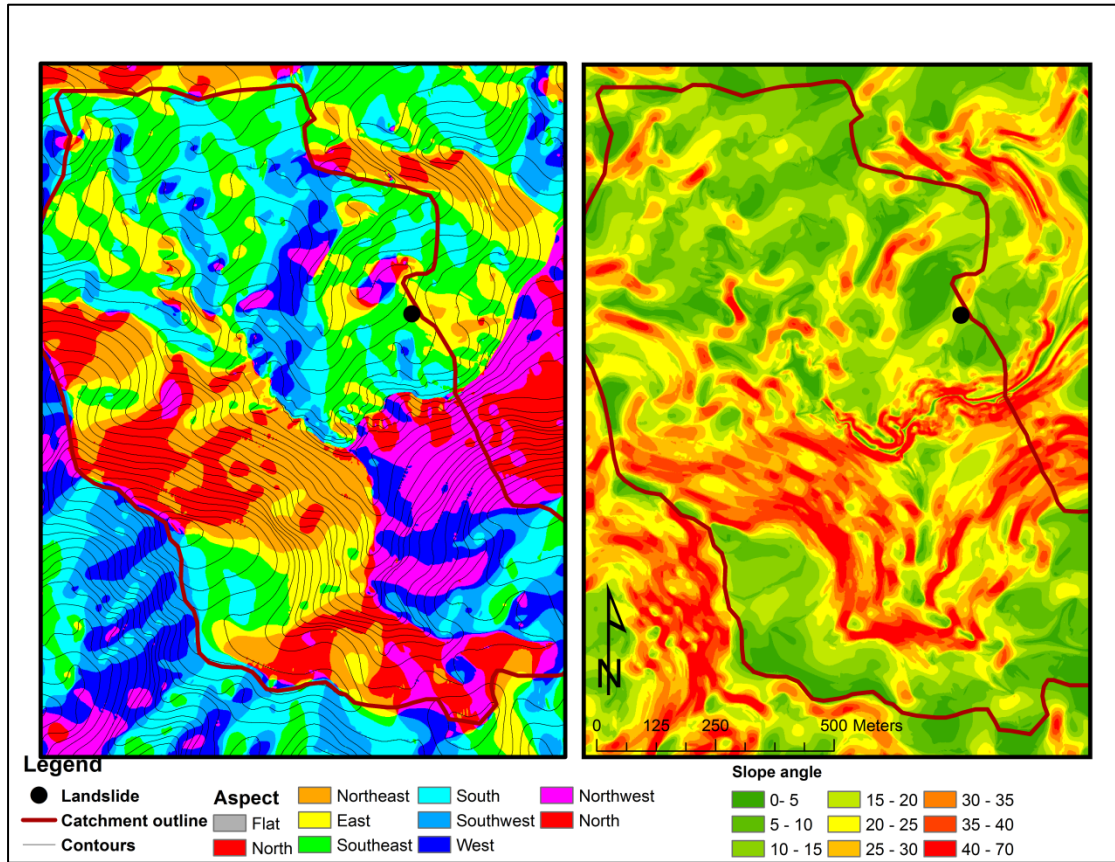 N
0 125 250 500 Meters
Legend
Landslide
Catchment outline
Contours
Aspect
Flat
North
Northeast
East
Southeast
South
Southwest
West
Northwest
North
Slope angle
0- 5
5 - 10
10 - 15
15 - 20
20 - 25
25 - 30
30 - 35
35 - 40
40 - 70